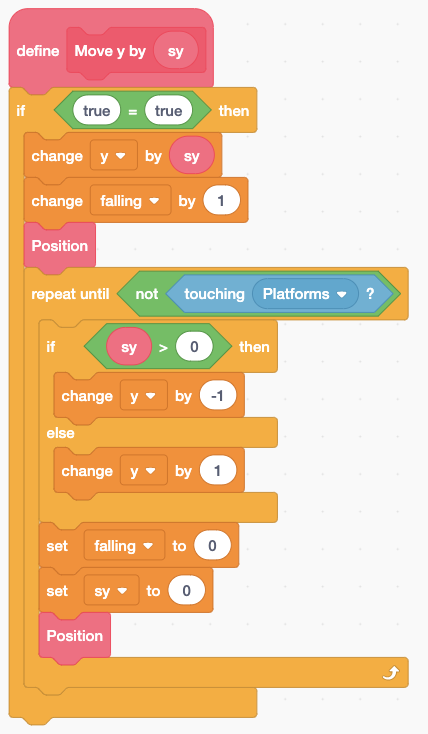 define Move y by sy
if true = true then
change y by sy
change falling by 1
Position
repeat until not touching Platforms ?
if sy > 0 then
change y by -1
else
change y by 1
set falling to 0
set sy to 0
Position